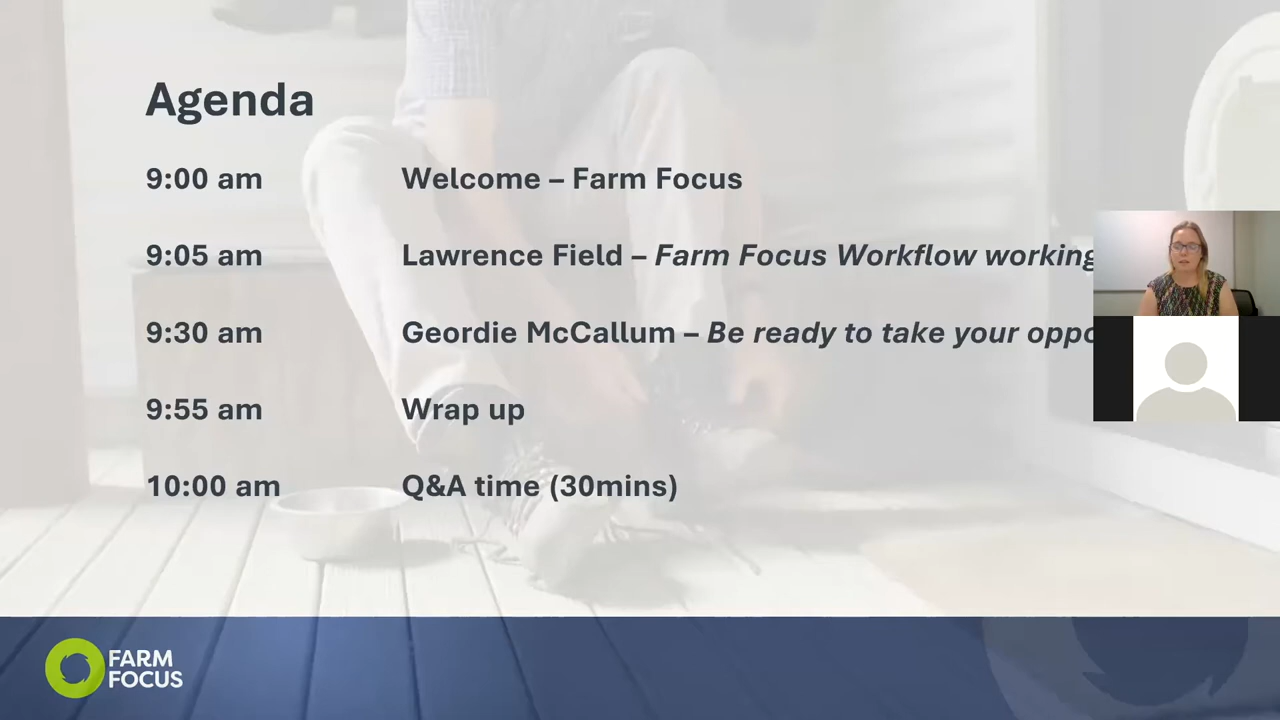 Agenda
9:00 am Welcome – Farm Focus
9:05 am Lawrence Field – Farm Focus Workflow working
9:30 am Geordie McCallum – Be ready to take your
9:55 am Wrap up
10:00 am Q&A time (30mins)
FARM
FOCUS